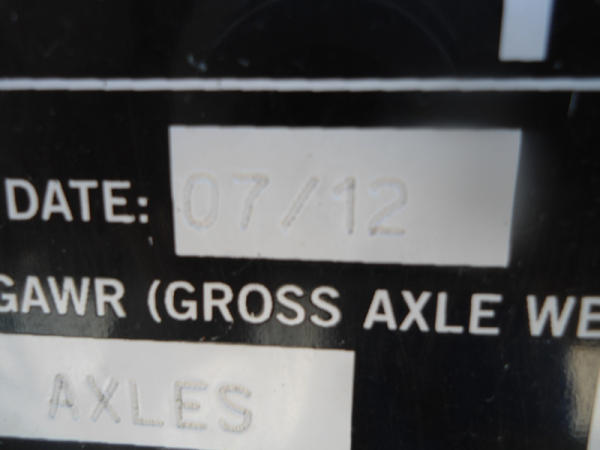 DATE: 07/12
GAWR (GROSS AXLE WE
AXLES